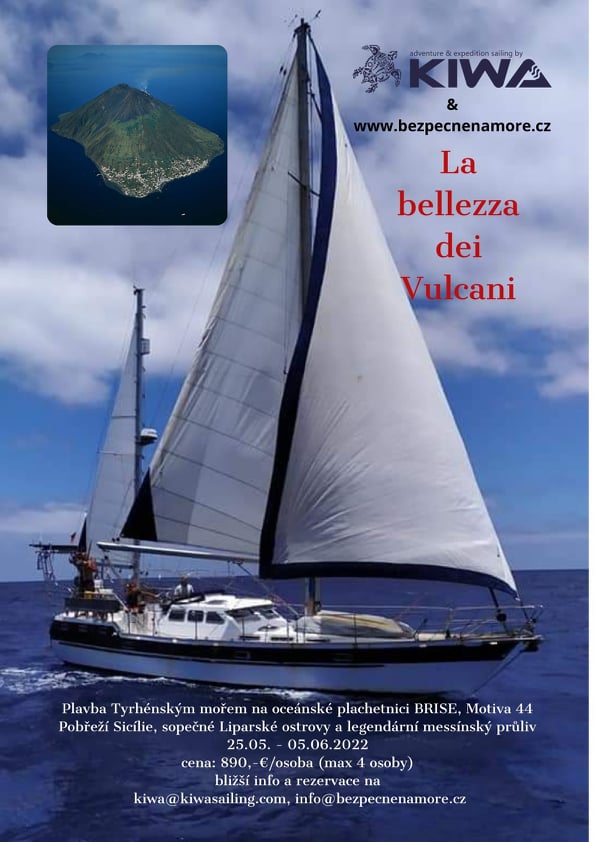 adventure & expedition sailing by
KIWA
&
www.bezpecnenamore.cz
La
bellezza
dei
Vulcani
Plavba Tyrhénským mořem na oceánské plachetnici BRISE, Motiva 44
Pobřeží Sicílie, sopečné Liparské ostrovy a legendární messínský průliv
25.05. - 05.06.2022
cena: 890,-€/osoba (max 4 osoby)
bližší info a rezervace na
kiwa@kiwasailing.com, info@bezpecnenamore.cz